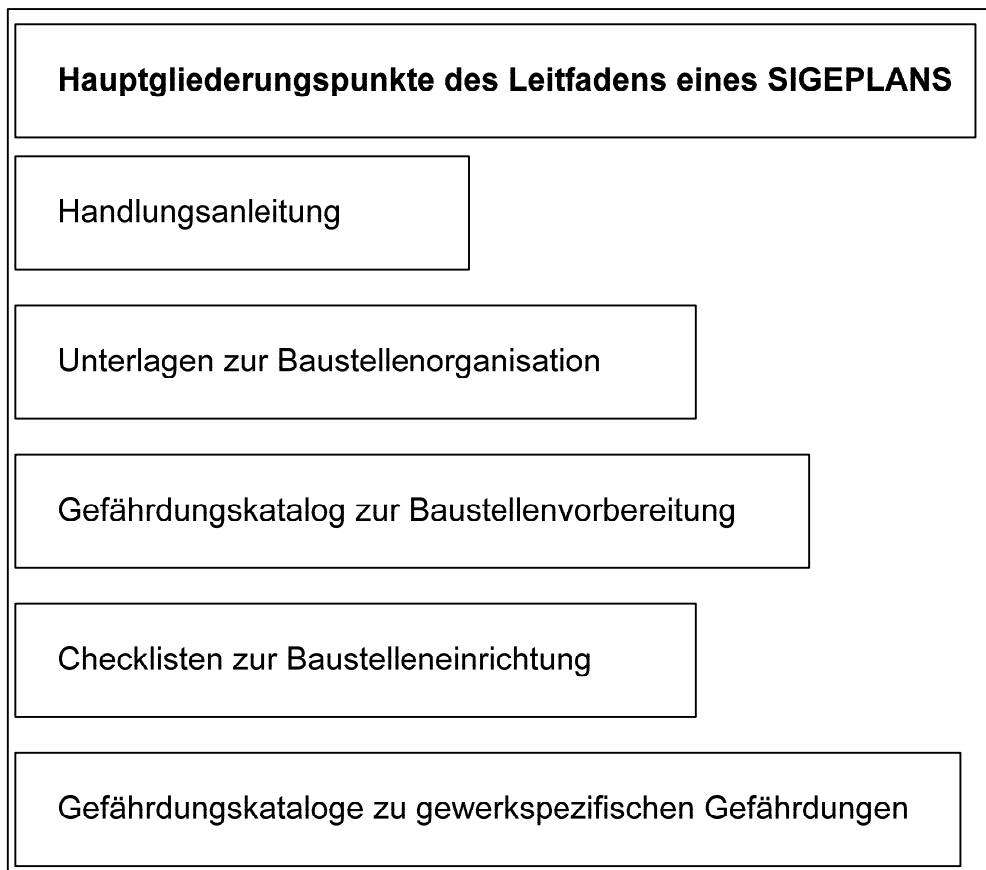 Hauptgliederungspunkte des Leitfadens eines SIGEPLANS
Handlungsanleitung
Unterlagen zur Baustellenorganisation
Gefährdungskatalog zur Baustellenvorbereitung
Checklisten zur Baustelleneinrichtung
Gefährdungskataloge zu gewerkspezifischen Gefährdungen